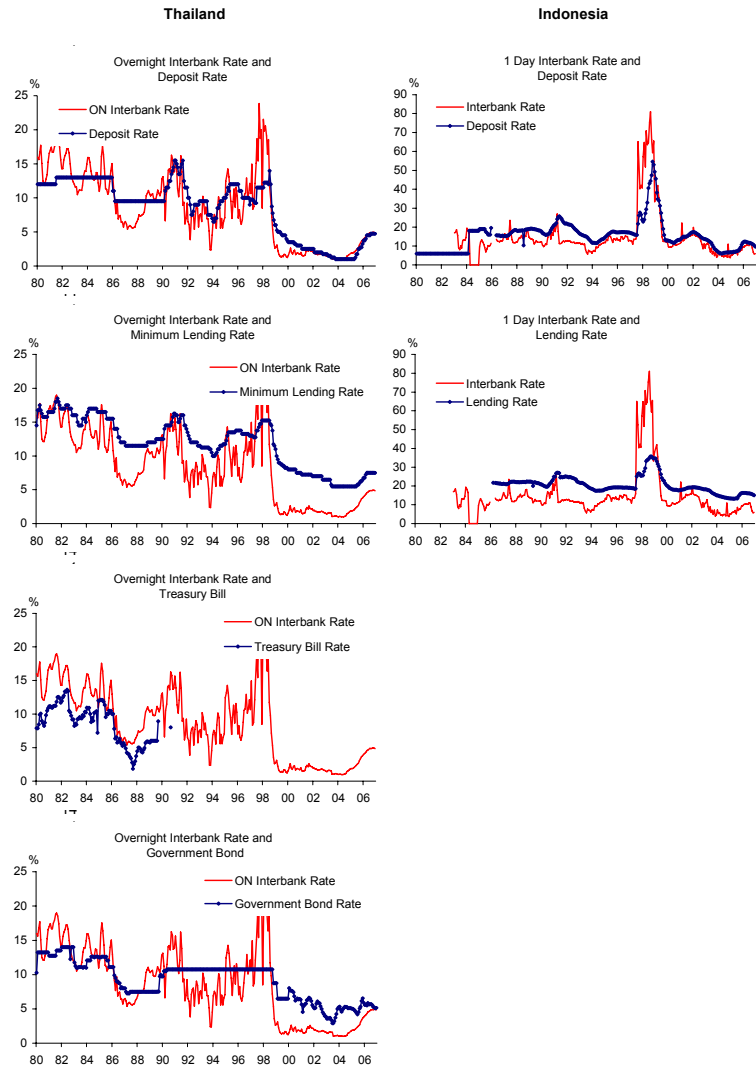 Thailand
Indonesia
Overnight Interbank Rate and
Deposit Rate
%
25
20
15
10
5
0
ON Interbank Rate
Deposit Rate
80 82 84 86 88 90 92 94 96 98 00 02 04 06
1 Day Interbank Rate and
Deposit Rate
%
90
80
70
60
50
40
30
20
10
0
Interbank Rate
Deposit Rate
80 82 84 86 88 90 92 94 96 98 00 02 04 06
Overnight Interbank Rate and
Minimum Lending Rate
%
25
20
15
10
5
0
ON Interbank Rate
Minimum Lending Rate
80 82 84 86 88 90 92 94 96 98 00 02 04 06
1 Day Interbank Rate and
Lending Rate
%
90
80
70
60
50
40
30
20
10
0
Interbank Rate
Lending Rate
80 82 84 86 88 90 92 94 96 98 00 02 04 06
Overnight Interbank Rate and
Treasury Bill
%
25
20
15
10
5
0
ON Interbank Rate
Treasury Bill Rate
80 82 84 86 88 90 92 94 96 98 00 02 04 06
Overnight Interbank Rate and
Government Bond
%
25
20
15
10
5
0
ON Interbank Rate
Government Bond Rate
80 82 84 86 88 90 92 94 96 98 00 02 04 06